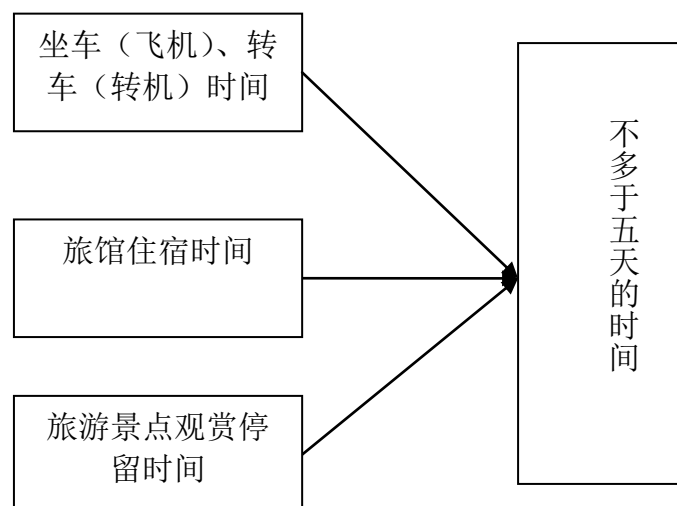 坐车（飞机）、转
车（转机）时间
旅馆住宿时间
旅游景点观赏停
留时间
不多于五天的时间